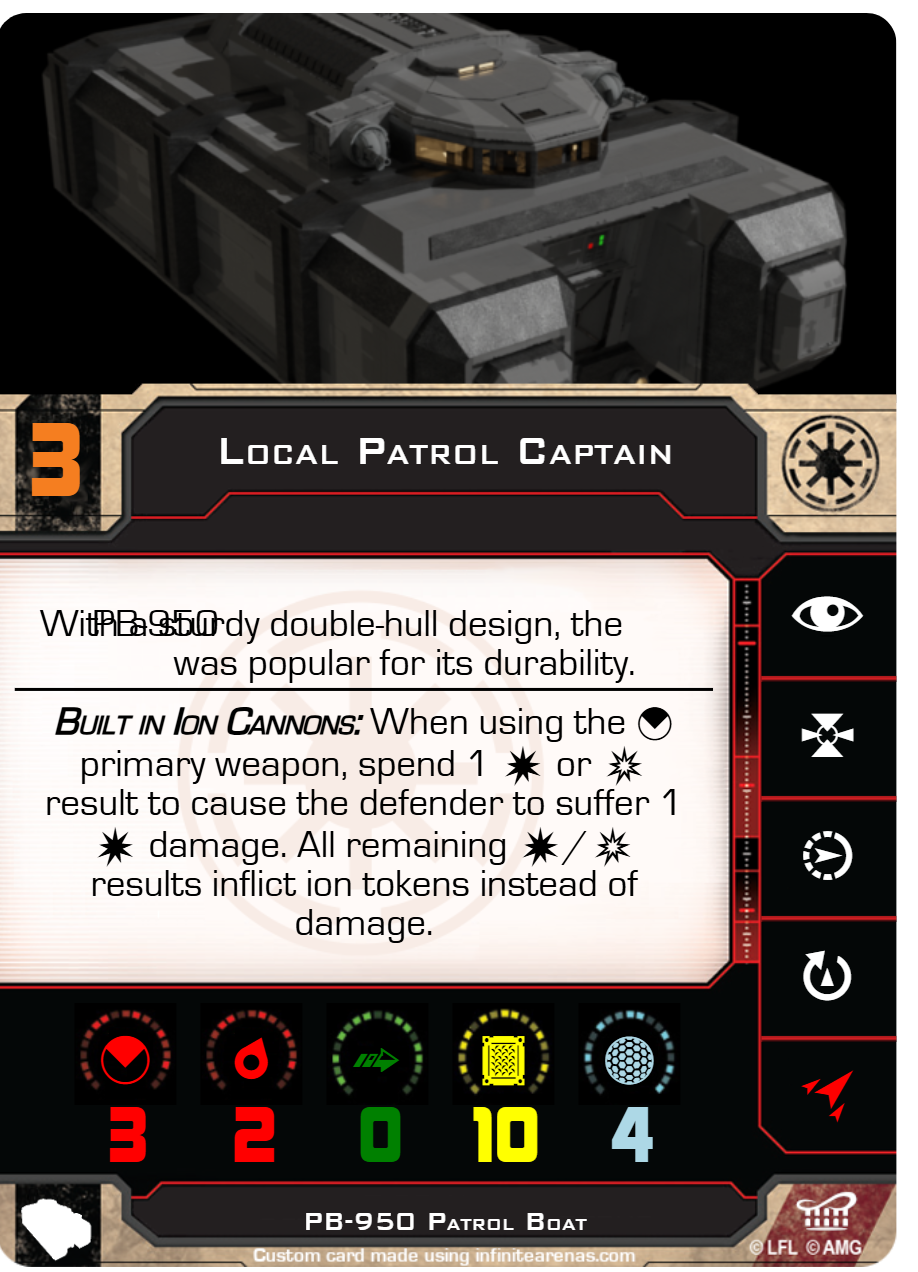 3
Local Patrol Captain
With a sturdy double-hull design, the
PB-950
was popular for its durability.
Built in Ion Cannons: When using the
primary weapon, spend 1 or
result to cause the defender to suffer 1
damage. All remaining /
results inflict ion tokens instead of
damage.
3 2 0 10 4
PB-950 Patrol Boat
© LFL © AMG
Custom card made using infinitearenas.com